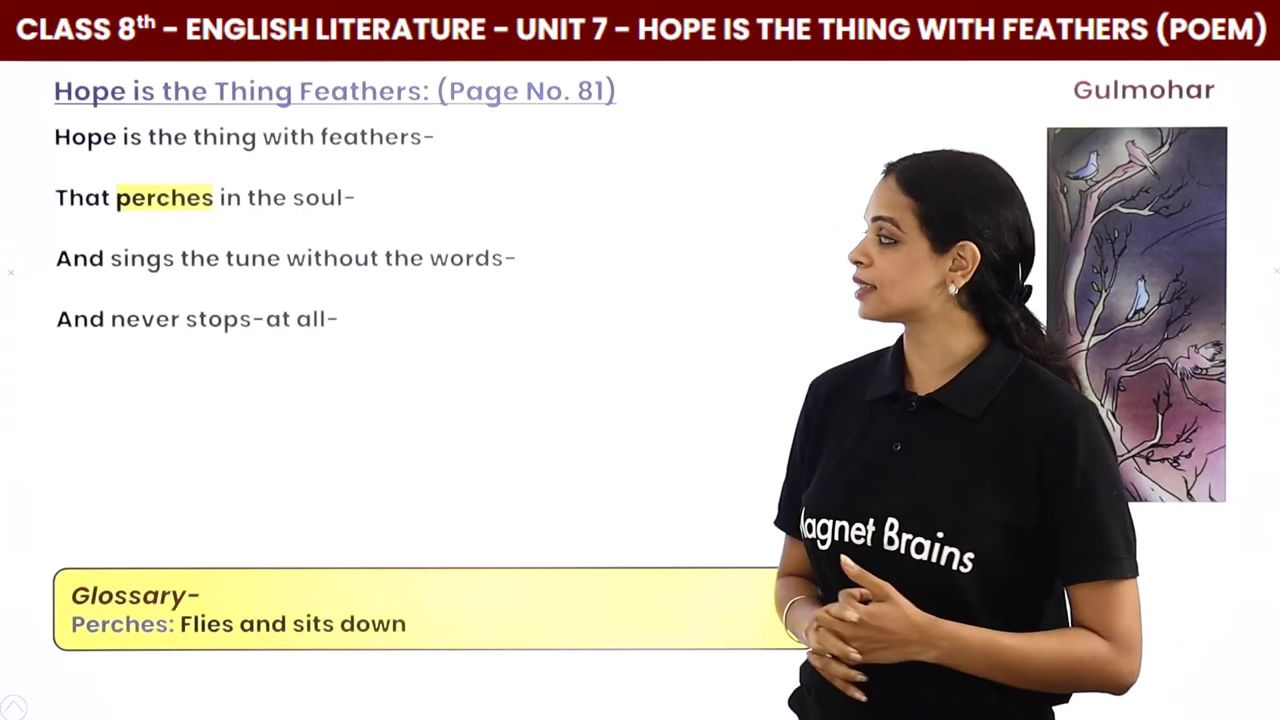 CLASS 8th - ENGLISH LITERATURE - UNIT 7 - HOPE IS THE THING WITH FEATHERS (POEM)
Hope is the Thing Feathers: (Page No. 81)
Gulmohar
Hope is the thing with feathers-
That perches in the soul-
And sings the tune without the words-
And never stops-at all-
agnet Brains
Glossary-
Perches: Flies and sits down